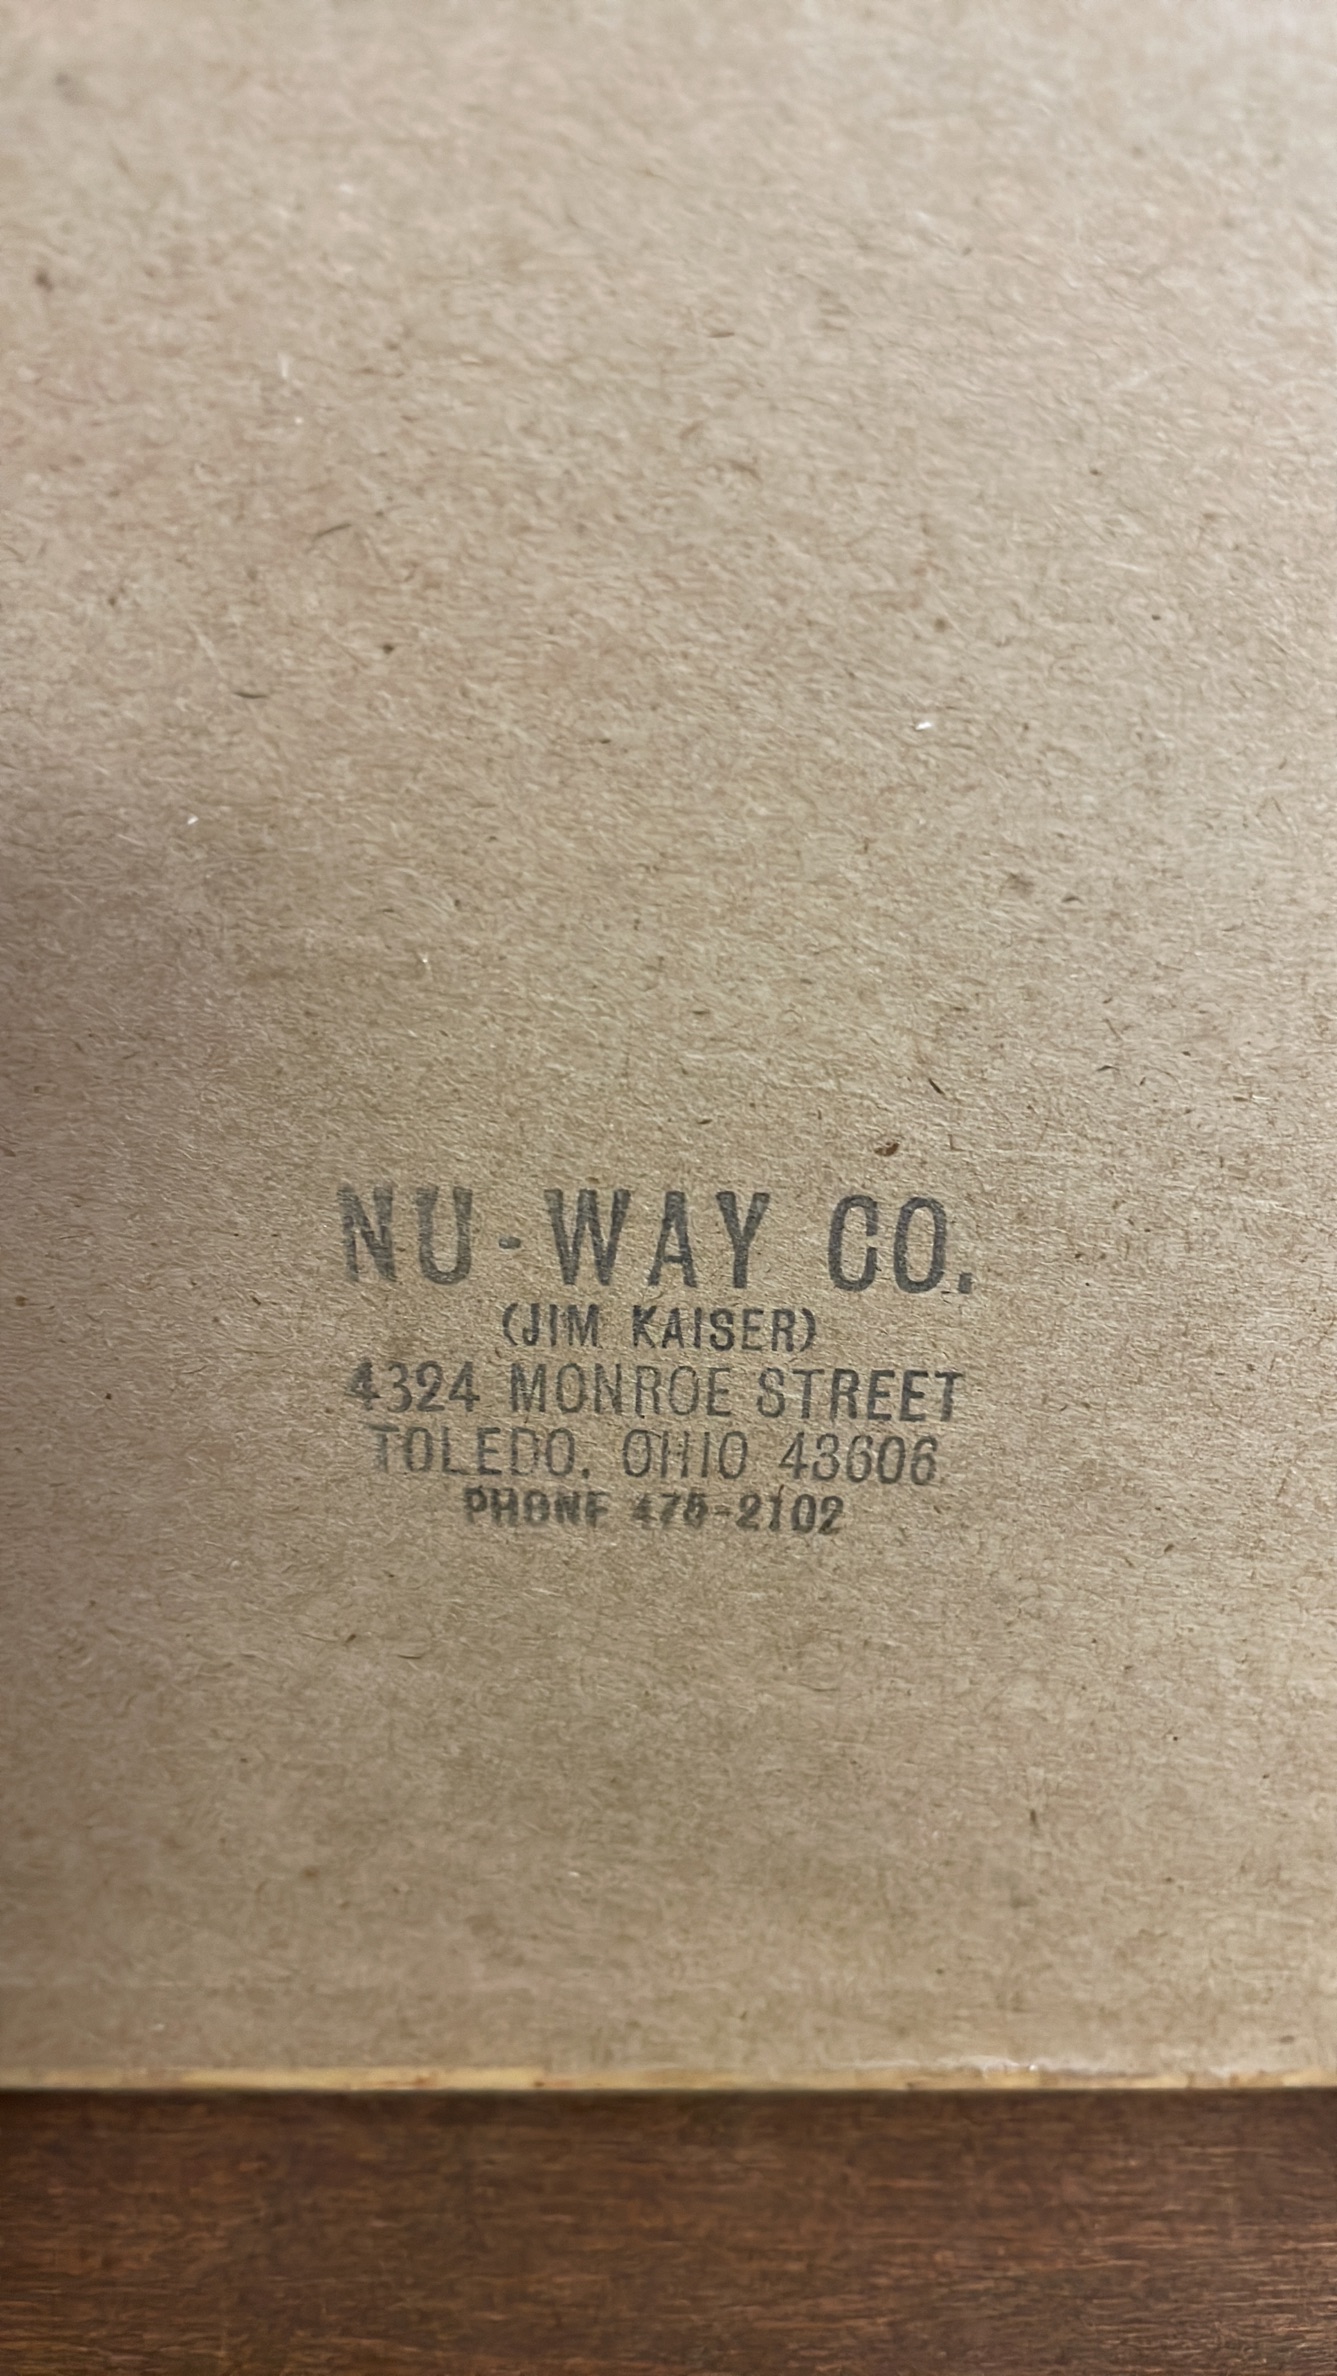 NU-WAY CO.
(JIM KAISER)
4324 MONROE STREET
TOLEDO, OHIO 43606
PHONE 475-2102